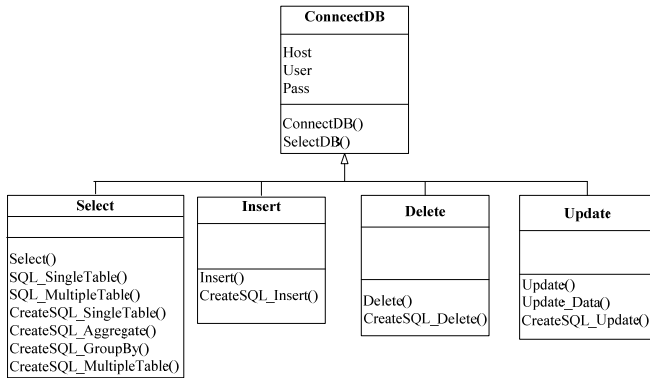 ConncectDB
Host
User
Pass
ConnectDB()
SelectDB()
Select
Select()
SQL_SingleTable()
SQL_MultipleTable()
CreateSQL_SingleTable()
CreateSQL_Aggregate()
CreateSQL_GroupBy()
CreateSQL_MultipleTable()
Insert
Insert()
CreateSQL_Insert()
Delete
Delete()
CreateSQL_Delete()
Update
Update()
Update_Data()
CreateSQL_Update()